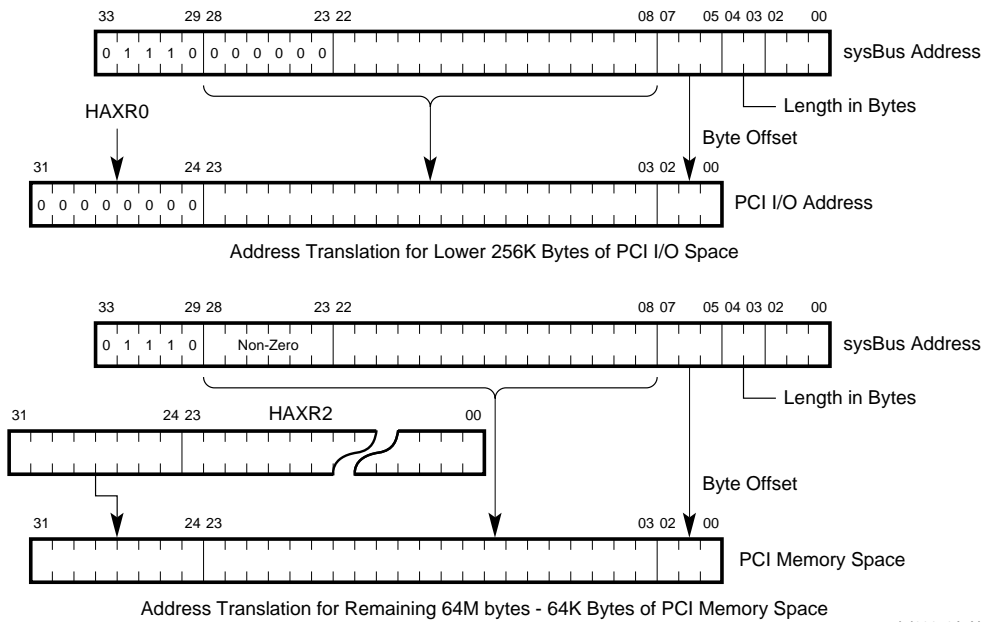 33 29 28 23 22 08 07 05 04 03 02 00
0 1 1 1 0 0 0 0 0 0 0 sysBus Address
Length in Bytes
HAXR0
Byte Offset
31 24 23 03 02 00
0 0 0 0 0 0 0 0 PCI I/O Address
Address Translation for Lower 256K Bytes of PCI I/O Space
33 29 28 23 22 08 07 05 04 03 02 00
0 1 1 1 0 Non-Zero sysBus Address
Length in Bytes
31 24 23 HAXR2 00
Byte Offset
31 24 23 03 02 00
PCI Memory Space
Address Translation for Remaining 64M bytes - 64K Bytes of PCI Memory Space